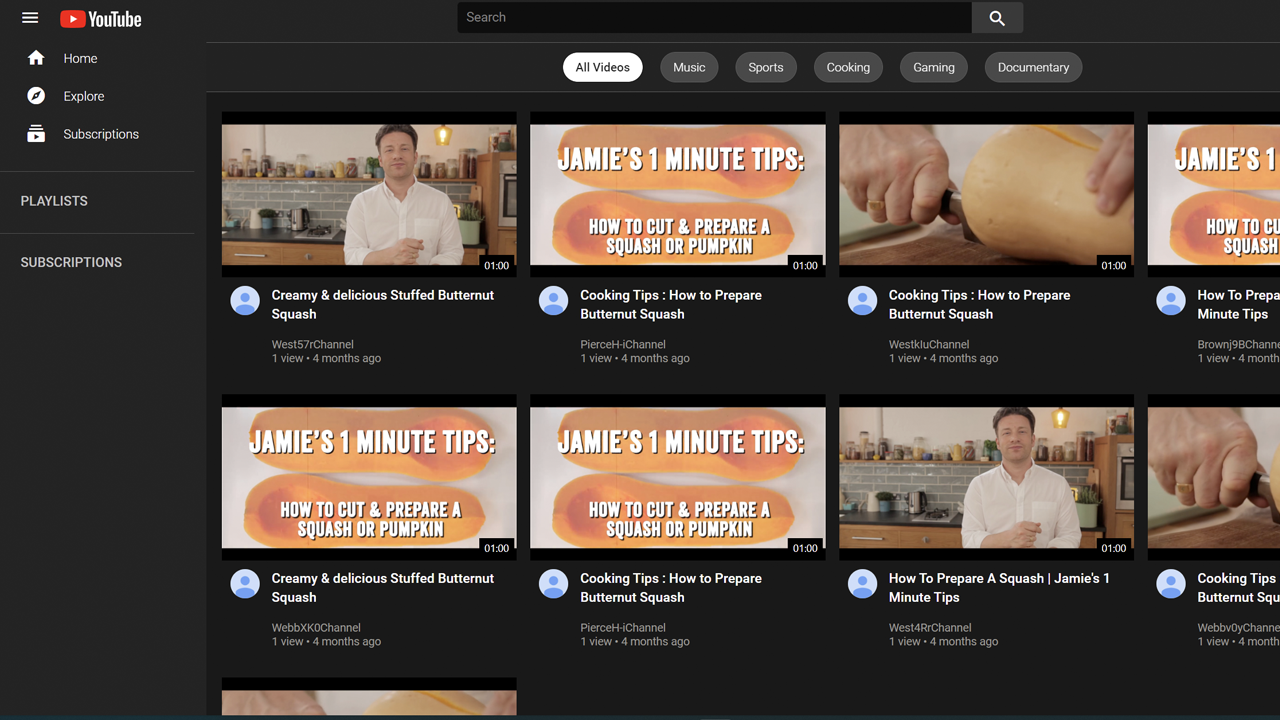 YouTube
Search
Home
Explore
Subscriptions
PLAYLISTS
SUBSCRIPTIONS
All Videos
Music
Sports
Cooking
Gaming
Documentary
01:00
Creamy & delicious Stuffed Butternut
Squash
West57rChannel
1 view • 4 months ago
JAMIE'S 1 MINUTE TIPS:
HOW TO CUT & PREPARE A
SQUASH OR PUMPKIN
01:00
Cooking Tips : How to Prepare
Butternut Squash
PierceH-iChannel
1 view • 4 months ago
01:00
Cooking Tips : How to Prepare
Butternut Squash
WestkIuChannel
1 view • 4 months ago
JAMIE'S 1
HOW TO CU
SQUASH
How To Prepa
Minute Tips
Brownj9BChanne
1 view • 4 month
JAMIE'S 1 MINUTE TIPS:
HOW TO CUT & PREPARE A
SQUASH OR PUMPKIN
01:00
Creamy & delicious Stuffed Butternut
Squash
WebbXK0Channel
1 view • 4 months ago
JAMIE'S 1 MINUTE TIPS:
HOW TO CUT & PREPARE A
SQUASH OR PUMPKIN
01:00
Cooking Tips : How to Prepare
Butternut Squash
PierceH-iChannel
1 view • 4 months ago
01:00
How To Prepare A Squash | Jamie's 1
Minute Tips
West4RrChannel
1 view • 4 months ago
Cooking Tips
Butternut Squ
Webbv0yChanne
1 view • 4 month